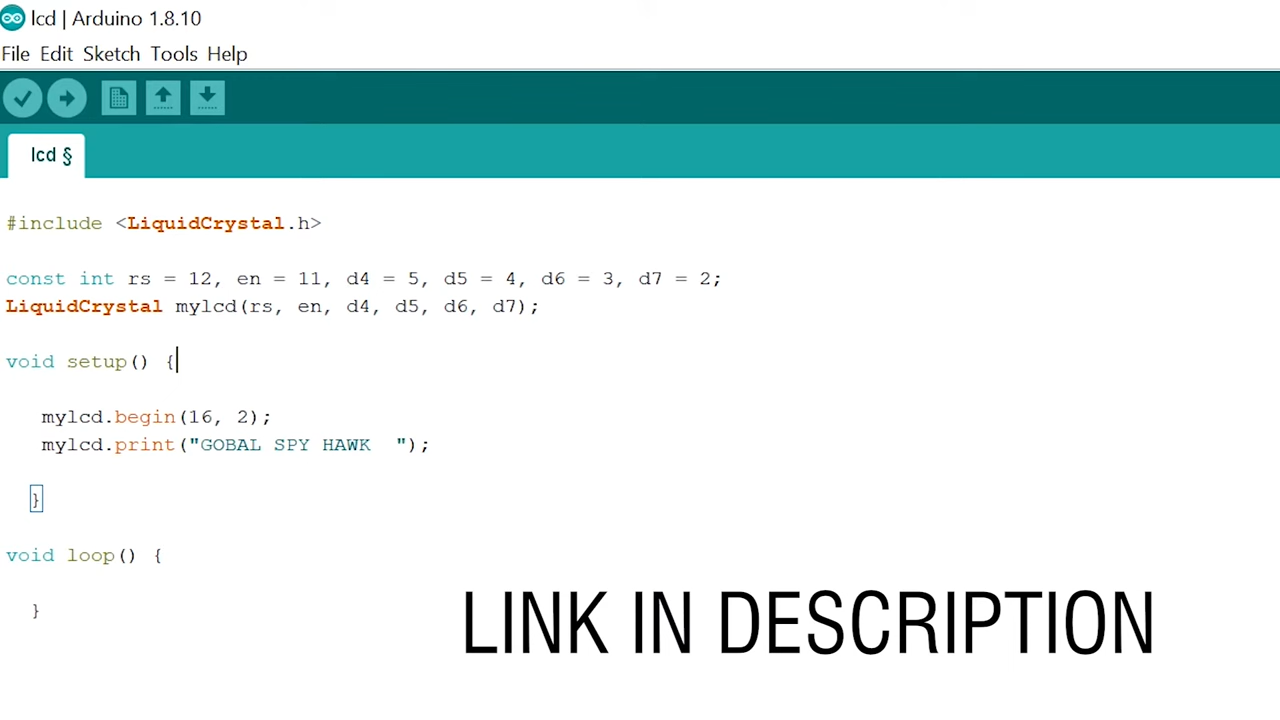 lcd | Arduino 1.8.10
File Edit Sketch Tools Help
lcd §
#include <LiquidCrystal.h>
const int rs = 12, en = 11, d4 = 5, d5 = 4, d6 = 3, d7 = 2;
LiquidCrystal mylcd(rs, en, d4, d5, d6, d7);
void setup() {
mylcd.begin(16, 2);
mylcd.print("GOBAL SPY HAWK  ");
}
void loop() {
}
LINK IN DESCRIPTION